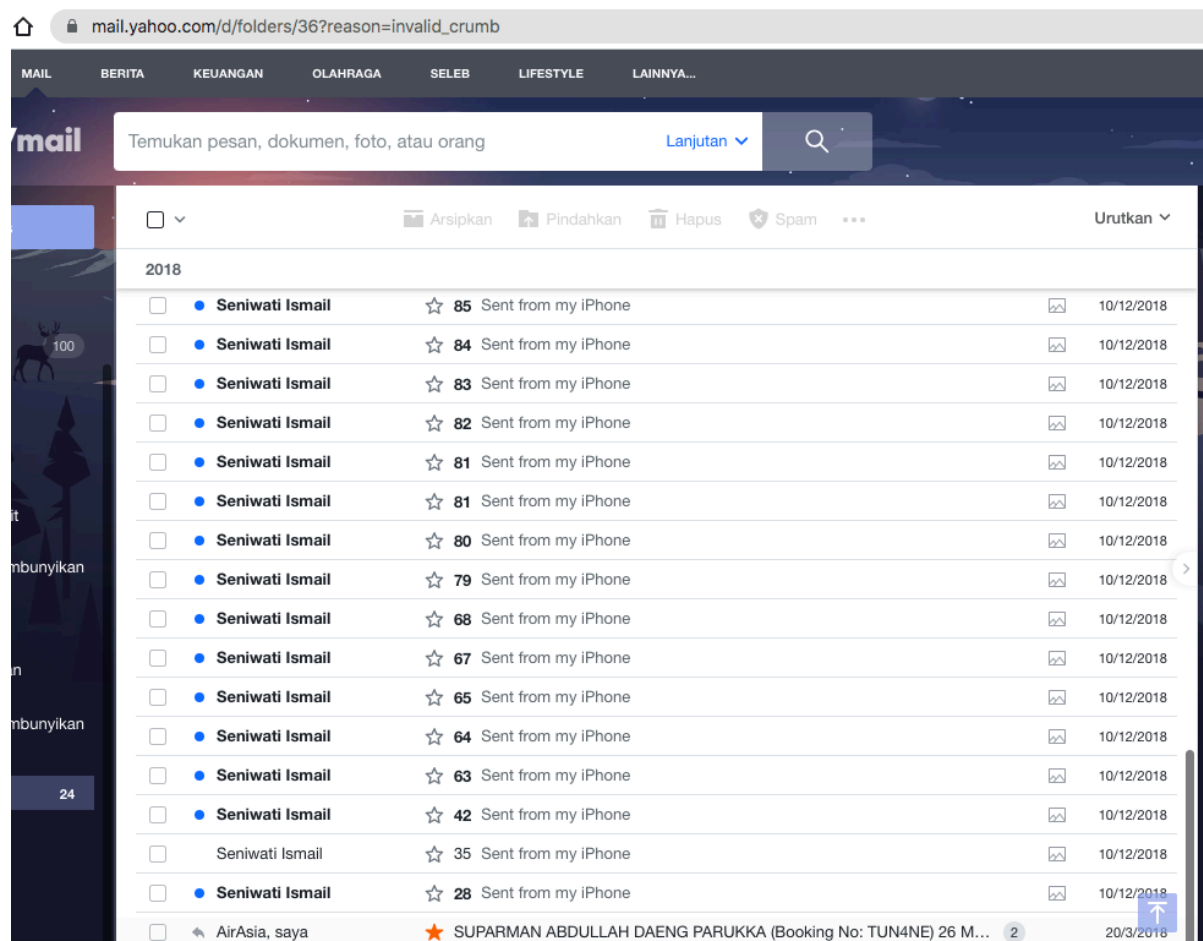 mail.yahoo.com/d/folders/36?reason=invalid_crumb
MAIL BERITA KEUANGAN OLAHRAGA SELEB LIFESTYLE LAINNYA...
/mail Temukan pesan, dokumen, foto, atau orang Lanjutan
Arsipkan Pindahkan Hapus Spam Urutkan
2018
Seniwati Ismail 85 Sent from my iPhone 10/12/2018
100 Seniwati Ismail 84 Sent from my iPhone 10/12/2018
Seniwati Ismail 83 Sent from my iPhone 10/12/2018
Seniwati Ismail 82 Sent from my iPhone 10/12/2018
Seniwati Ismail 81 Sent from my iPhone 10/12/2018
it Seniwati Ismail 81 Sent from my iPhone 10/12/2018
Seniwati Ismail 80 Sent from my iPhone 10/12/2018
mbunyikan Seniwati Ismail 79 Sent from my iPhone 10/12/2018
Seniwati Ismail 68 Sent from my iPhone 10/12/2018
an Seniwati Ismail 67 Sent from my iPhone 10/12/2018
Seniwati Ismail 65 Sent from my iPhone 10/12/2018
mbunyikan Seniwati Ismail 64 Sent from my iPhone 10/12/2018
Seniwati Ismail 63 Sent from my iPhone 10/12/2018
24 Seniwati Ismail 42 Sent from my iPhone 10/12/2018
Seniwati Ismail 35 Sent from my iPhone 10/12/2018
Seniwati Ismail 28 Sent from my iPhone 10/12/2018
AirAsia, saya SUPARMAN ABDULLAH DAENG PARUKKA (Booking No: TUN4NE) 26 M... 2 20/3/2018